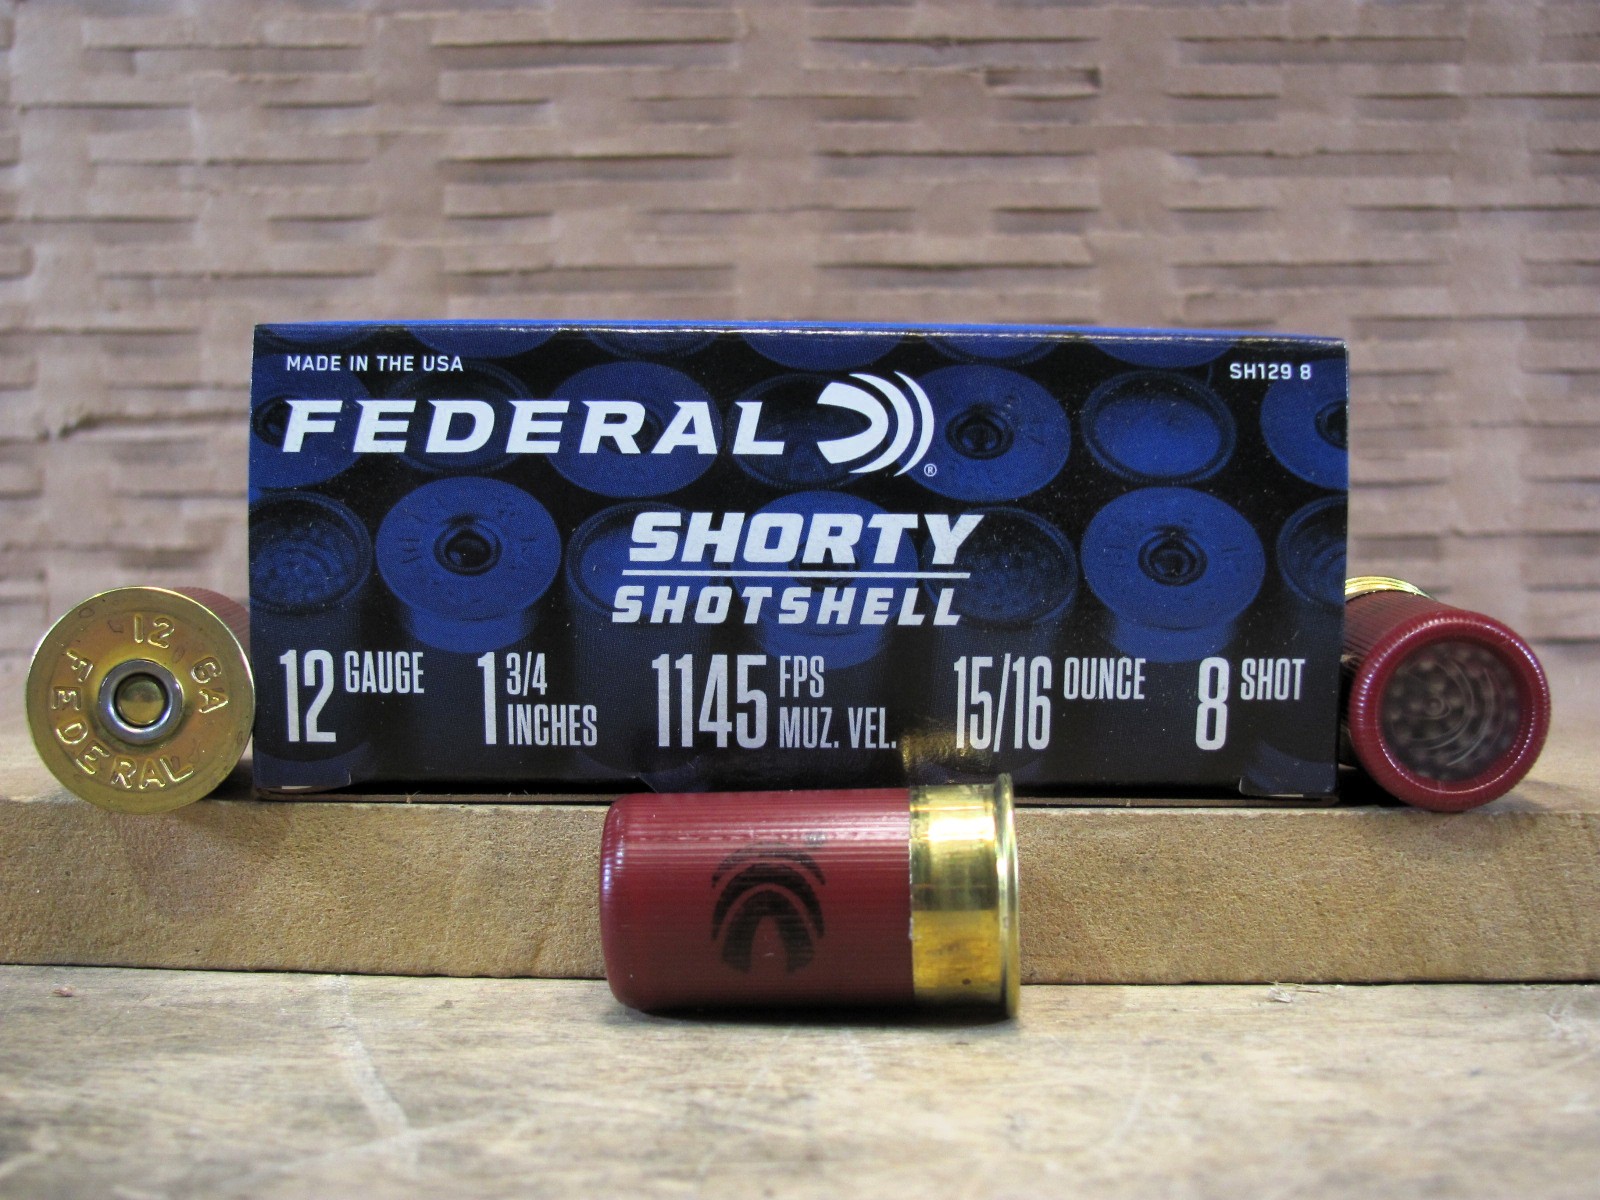 MADE IN THE USA
SH129 8
FEDERAL
®
SHORTY
SHOTSHELL
12 GAUGE
1 3/4 INCHES
1145 FPS MUZ. VEL.
15/16 OUNCE
8 SHOT
12 GA
FEDERAL